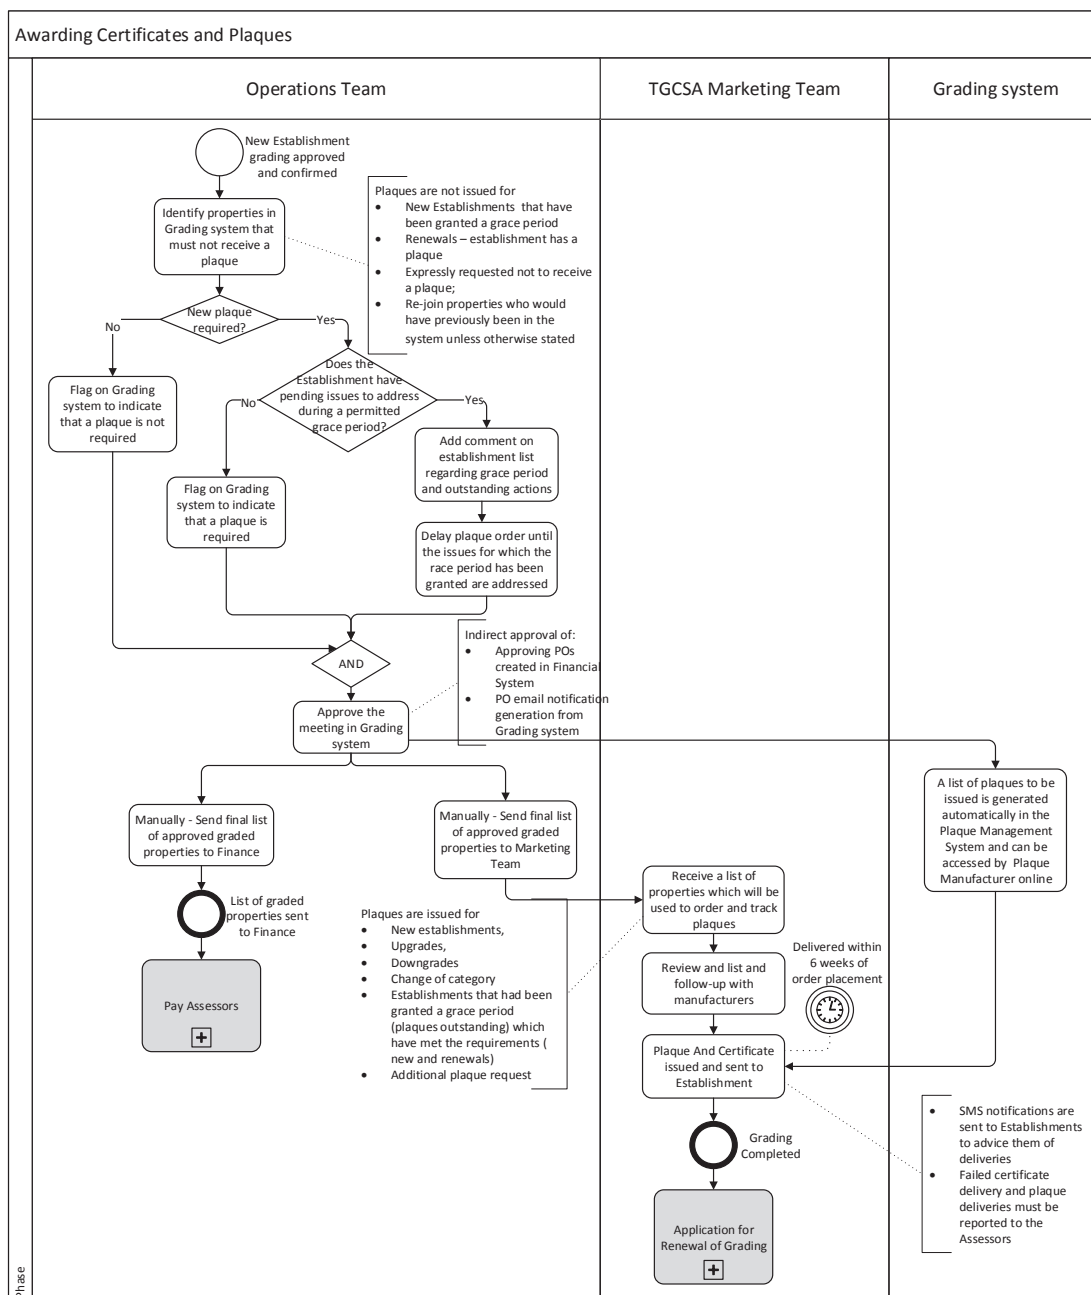 Awarding Certificates and Plaques
Operations Team
TGCSA Marketing Team
Grading system
New Establishment
grading approved
and confirmed
Identify properties in
Grading system that
must not receive a
plaque
Plaques are not issued for
• New Establishments that have
been granted a grace period
• Renewals – establishment has a
plaque
• Expressly requested not to receive
a plaque;
• Re-join properties who would
have previously been in the
system unless otherwise stated
New plaque
required?
No
Yes
Does the
Establishment have
pending issues to address
during a permitted
grace period?
No
Yes
Flag on Grading
system to indicate
that a plaque is not
required
Flag on Grading
system to indicate
that a plaque is
required
Add comment on
establishment list
regarding grace period
and outstanding actions
Delay plaque order until
the issues for which the
race period has been
granted are addressed
AND
Indirect approval of:
• Approving POs
created in Financial
System
• PO email notification
generation from
Grading system
Approve the
meeting in Grading
system
A list of plaques to be
issued is generated
automatically in the
Plaque Management
System and can be
accessed by Plaque
Manufacturer online
Manually - Send final list
of approved graded
properties to Finance
Manually - Send final list
of approved graded
properties to Marketing
Team
Receive a list of
properties which will be
used to order and track
plaques
List of graded
properties sent
to Finance
Plaques are issued for
• New establishments,
• Upgrades,
• Downgrades
• Change of category
• Establishments that had been
granted a grace period
(plaques outstanding) which
have met the requirements (
new and renewals)
• Additional plaque request
Review and list and
follow-up with
manufacturers
Delivered within
6 weeks of
order placement
Pay Assessors
Plaque And Certificate
issued and sent to
Establishment
Grading
Completed
• SMS notifications are
sent to Establishments
to advice them of
deliveries
• Failed certificate
delivery and plaque
deliveries must be
reported to the
Assessors
Application for
Renewal of Grading
Phase